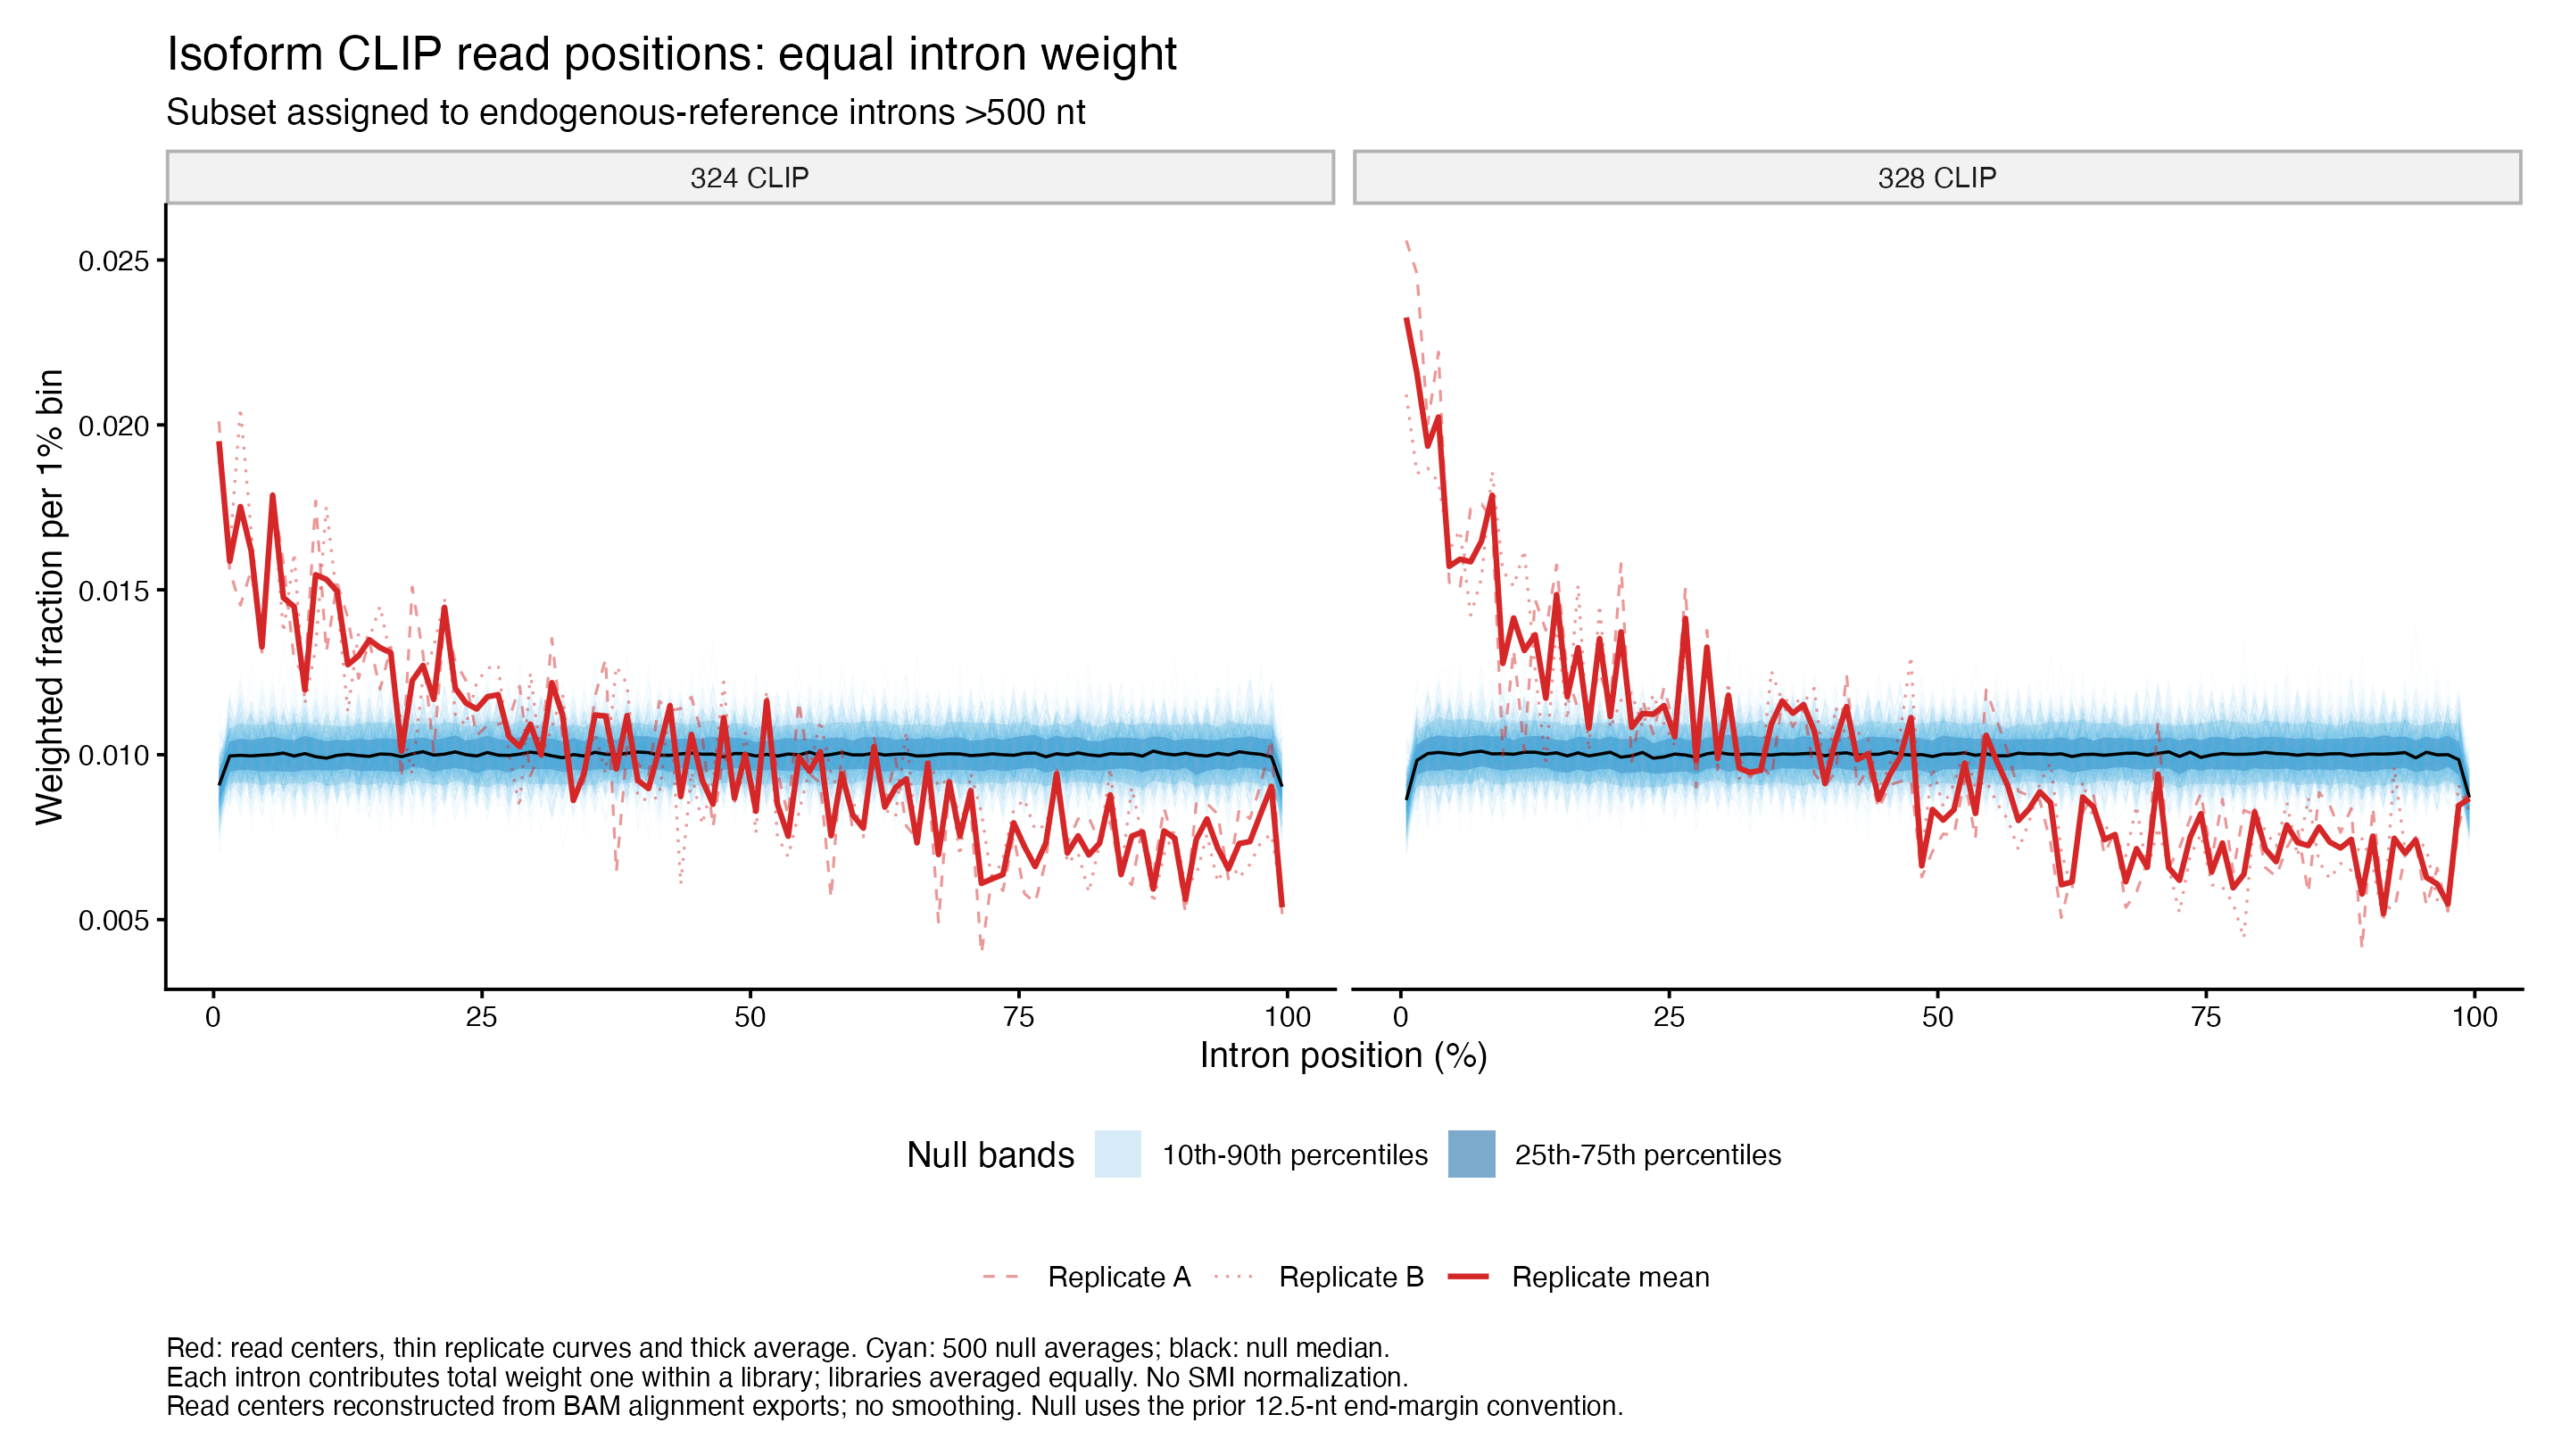 Isoform CLIP read positions: equal intron weight
Subset assigned to endogenous-reference introns >500 nt
324 CLIP
328 CLIP
Weighted fraction per 1% bin
0.025
0.020
0.015
0.010
0.005
0
25
50
75
100
0
25
50
75
100
Intron position (%)
Null bands
10th-90th percentiles
25th-75th percentiles
Replicate A
Replicate B
Replicate mean
Red: read centers, thin replicate curves and thick average. Cyan: 500 null averages; black: null median.
Each intron contributes total weight one within a library; libraries averaged equally. No SMI normalization.
Read centers reconstructed from BAM alignment exports; no smoothing. Null uses the prior 12.5-nt end-margin convention.